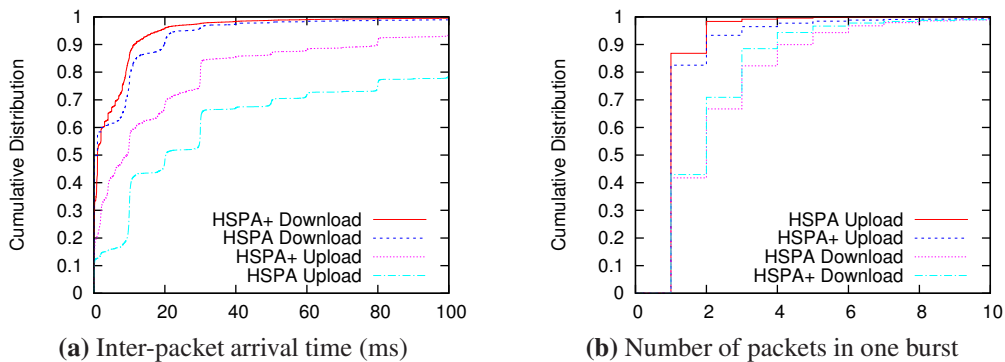 1
0.9
0.8
0.7
0.6
0.5
0.4
0.3
0.2
0.1
0
Cumulative Distribution
HSPA+ Download
HSPA Download
HSPA+ Upload
HSPA Upload
0 20 40 60 80 100
(a) Inter-packet arrival time (ms)
1
0.9
0.8
0.7
0.6
0.5
0.4
0.3
0.2
0.1
0
Cumulative Distribution
HSPA Upload
HSPA+ Upload
HSPA Download
HSPA+ Download
0 2 4 6 8 10
(b) Number of packets in one burst